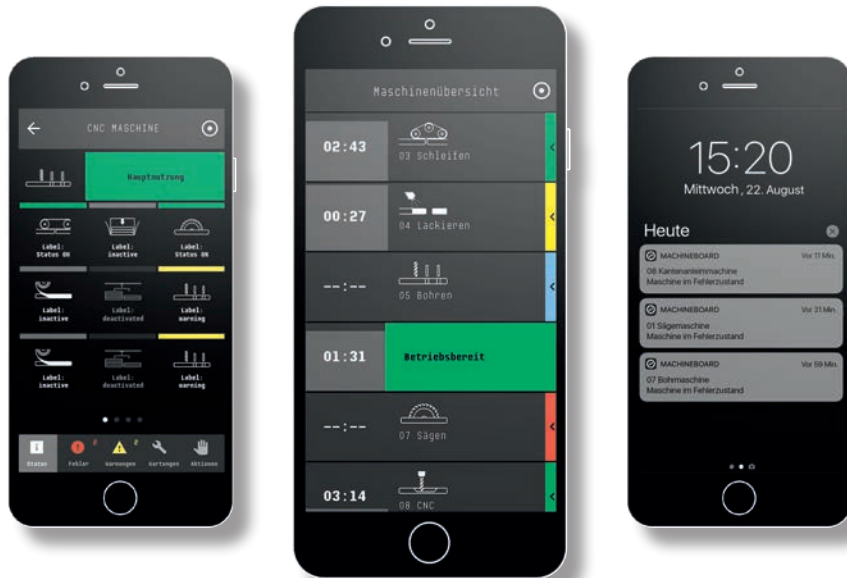 CNC MASCHINE
Hauptnutzung
Label:
Status ON
Label:
inactive
Label:
Status ON
Label:
inactive
Label:
deactivated
Label:
warning
Label:
inactive
Label:
deactivated
Label:
warning
Status
Fehler
Warnungen
Wartungen
Aktionen
Maschinenübersicht
02:43
03 Schleifen
00:27
04 Lackieren
--:--
05 Bohren
01:31
Betriebsbereit
--:--
07 Sägen
03:14
08 CNC
15:20
Mittwoch, 22. August
Heute
MACHINEBOARD Vor 11 Min.
08 Kantenanleimmachine
Maschine im Fehlerzustand
MACHINEBOARD Vor 31 Min.
01 Sägemaschine
Maschine im Fehlerzustand
MACHINEBOARD Vor 59 Min.
07 Bohrmaschine
Maschine im Fehlerzustand